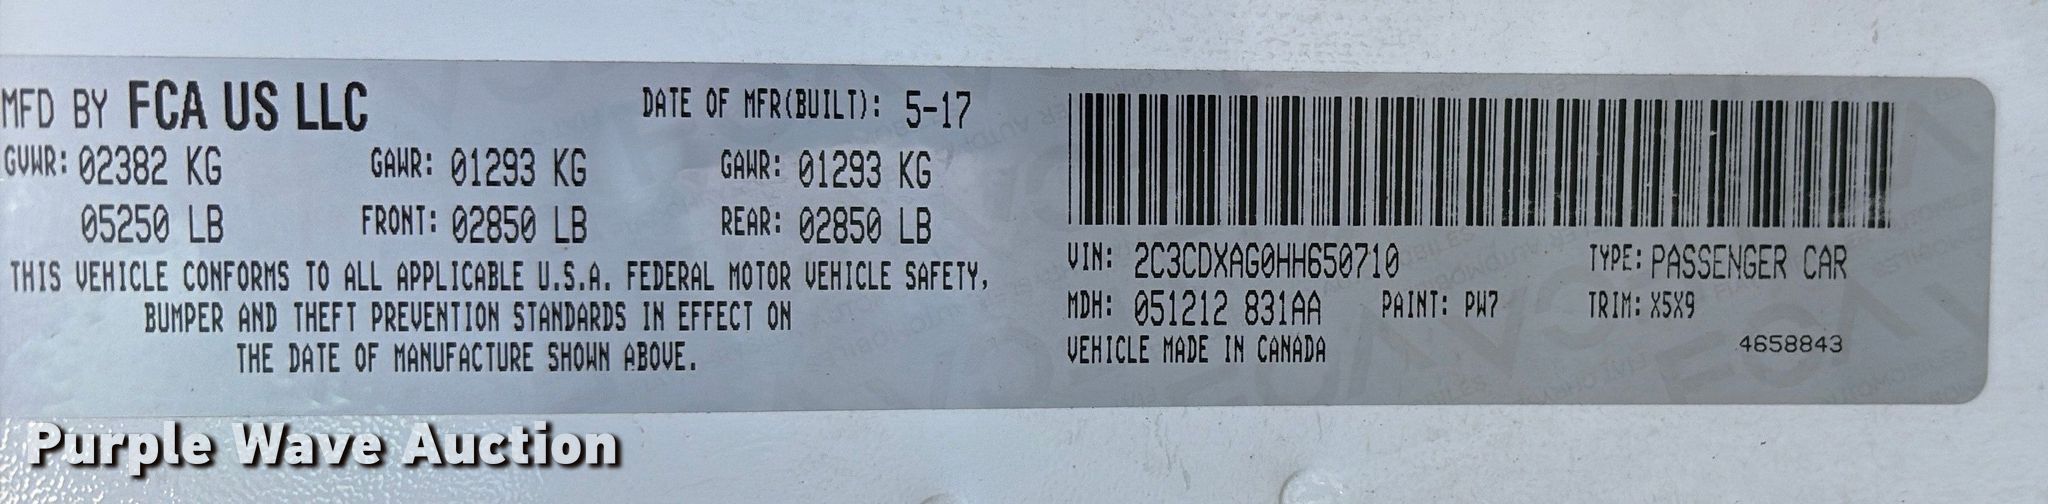 MFD BY FCA US LLC DATE OF MFR(BUILT): 5-17
GVWR: 02382 KG GAWR: 01293 KG GAWR: 01293 KG
05250 LB FRONT: 02850 LB REAR: 02850 LB
THIS VEHICLE CONFORMS TO ALL APPLICABLE U.S.A. FEDERAL MOTOR VEHICLE SAFETY,
BUMPER AND THEFT PREVENTION STANDARDS IN EFFECT ON
THE DATE OF MANUFACTURE SHOWN ABOVE.
VIN: 2C3CDXAG0HH650710 TYPE: PASSENGER CAR
MDH: 051212 831AA PAINT: PW7 TRIM: X5X9
VEHICLE MADE IN CANADA 4658843
Purple Wave Auction